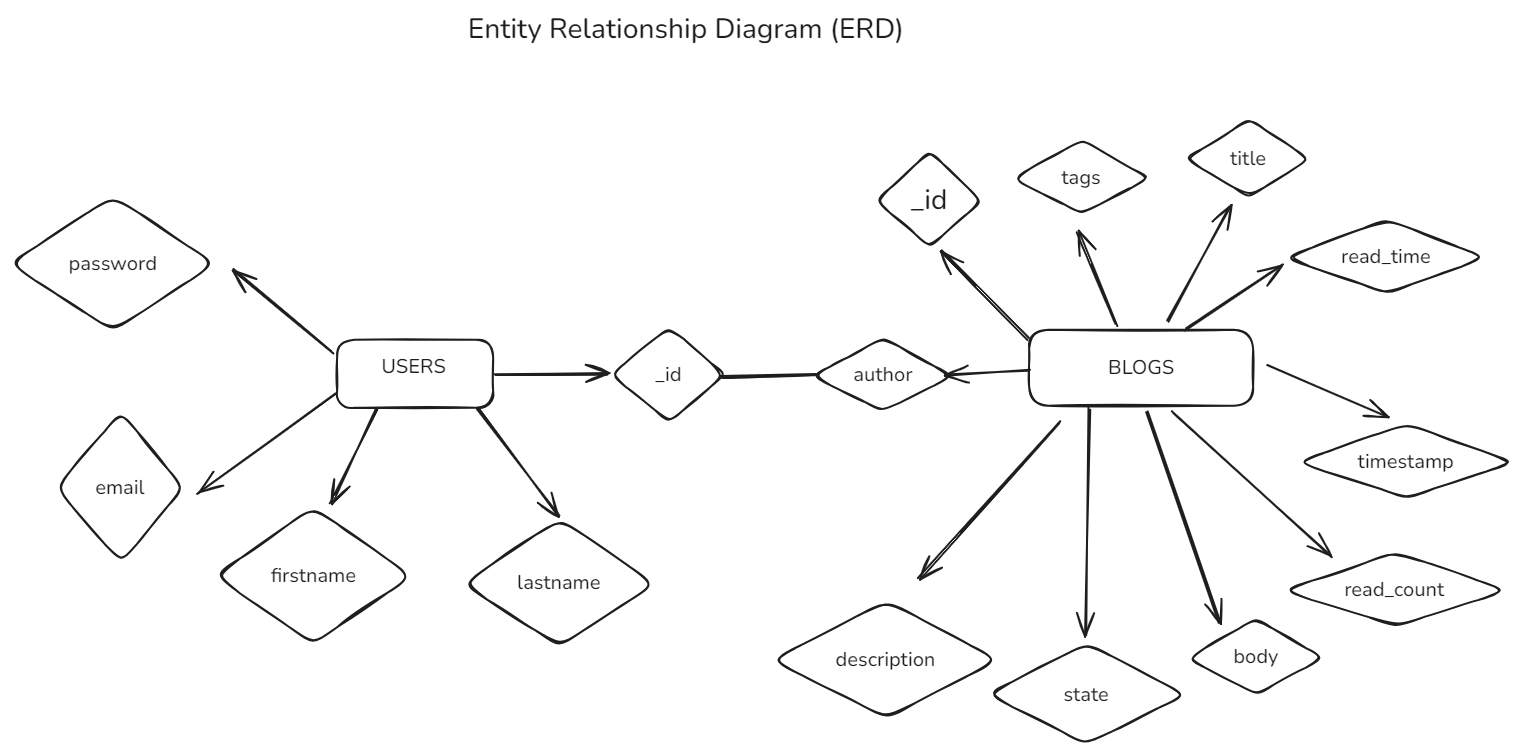 Entity Relationship Diagram (ERD)
title
tags
_id
read_time
password
USERS
_id
author
BLOGS
timestamp
email
firstname
lastname
read_count
description
state
body